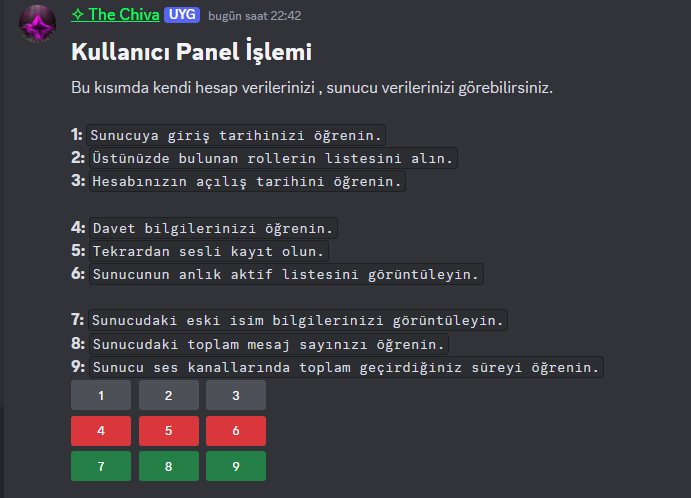 ✧ The Chiva UYG bugün saat 22:42
Kullanıcı Panel İşlemi
Bu kısımda kendi hesap verilerinizi , sunucu verilerinizi görebilirsiniz.
1: Sunucuya giriş tarihinizi öğrenin.
2: Üstünüzde bulunan rollerin listesini alın.
3: Hesabınızın açılış tarihini öğrenin.
4: Davet bilgilerinizi öğrenin.
5: Tekrardan sesli kayıt olun.
6: Sunucunun anlık aktif listesini görüntüleyin.
7: Sunucudaki eski isim bilgilerinizi görüntüleyin.
8: Sunucudaki toplam mesaj sayınızı öğrenin.
9: Sunucu ses kanallarında toplam geçirdiğiniz süreyi öğrenin.
1 2 3
4 5 6
7 8 9